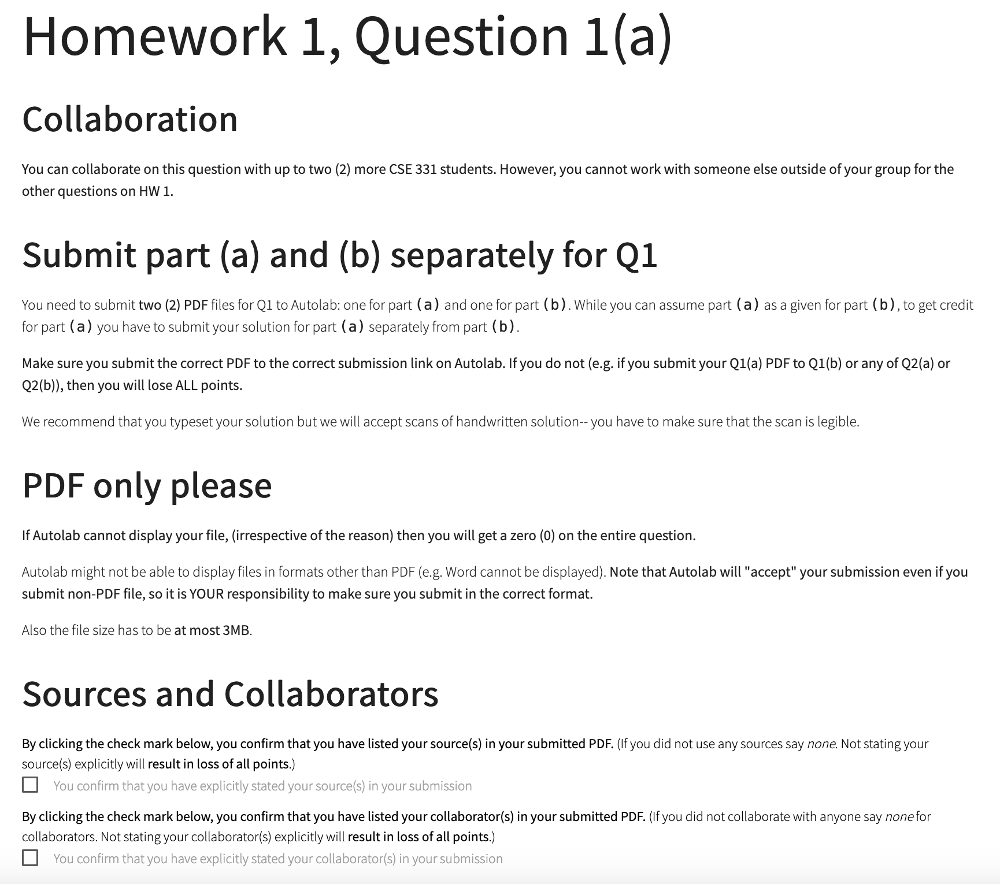 Homework 1, Question 1(a)
Collaboration
You can collaborate on this question with up to two (2) more CSE 331 students. However, you cannot work with someone else outside of your group for the
other questions on HW 1.
Submit part (a) and (b) separately for Q1
You need to submit two (2) PDF files for Q1 to Autolab: one for part (a) and one for part (b). While you can assume part (a) as a given for part (b), to get credit
for part (a) you have to submit your solution for part (a) separately from part (b).
Make sure you submit the correct PDF to the correct submission link on Autolab. If you do not (e.g. if you submit your Q1(a) PDF to Q1(b) or any of Q2(a) or
Q2(b)), then you will lose ALL points.
We recommend that you typeset your solution but we will accept scans of handwritten solution-- you have to make sure that the scan is legible.
PDF only please
If Autolab cannot display your file, (irrespective of the reason) then you will get a zero (0) on the entire question.
Autolab might not be able to display files in formats other than PDF (e.g. Word cannot be displayed). Note that Autolab will "accept" your submission even if you
submit non-PDF file, so it is YOUR responsibility to make sure you submit in the correct format.
Also the file size has to be at most 3MB.
Sources and Collaborators
By clicking the check mark below, you confirm that you have listed your source(s) in your submitted PDF. (If you did not use any sources say none. Not stating your
source(s) explicitly will result in loss of all points.)
You confirm that you have explicitly stated your source(s) in your submission
By clicking the check mark below, you confirm that you have listed your collaborator(s) in your submitted PDF. (If you did not collaborate with anyone say none for
collaborators. Not stating your collaborator(s) explicitly will result in loss of all points.)
You confirm that you have explicitly stated your collaborator(s) in your submission